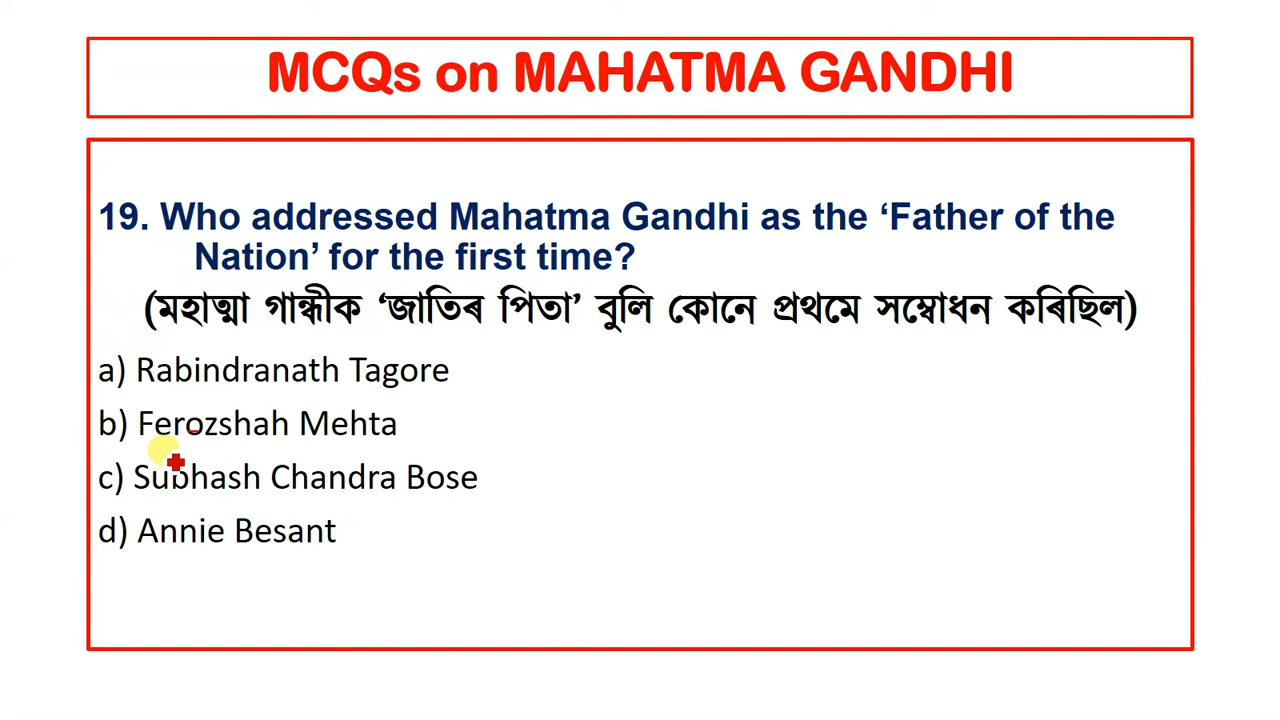 MCQs on MAHATMA GANDHI
19. Who addressed Mahatma Gandhi as the ‘Father of the
Nation’ for the first time?
(মহাত্মা গান্ধীক ‘জাতিৰ পিতা’ বুলি কোনে প্ৰথমে সম্বোধন কৰিছিল)
a) Rabindranath Tagore
b) Ferozshah Mehta
c) Subhash Chandra Bose
d) Annie Besant